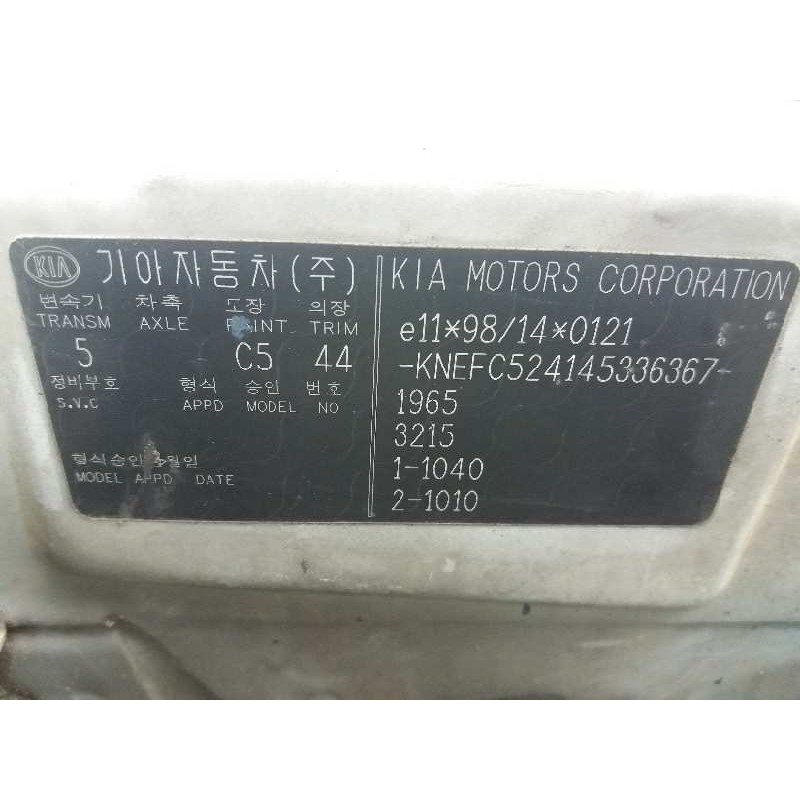 KIA 기아자동차(주)
변속기 차축 도장 의장
TRANSM AXLE PAINT TRIM
5 C5 44
정비부호 형식 승인 번호
S.V.C APPD MODEL NO
형식승인 월일
MODEL APPD DATE
KIA MOTORS CORPORATION
e11*98/14*0121
-KNEFC524145336367-
1965
3215
1-1040
2-1010